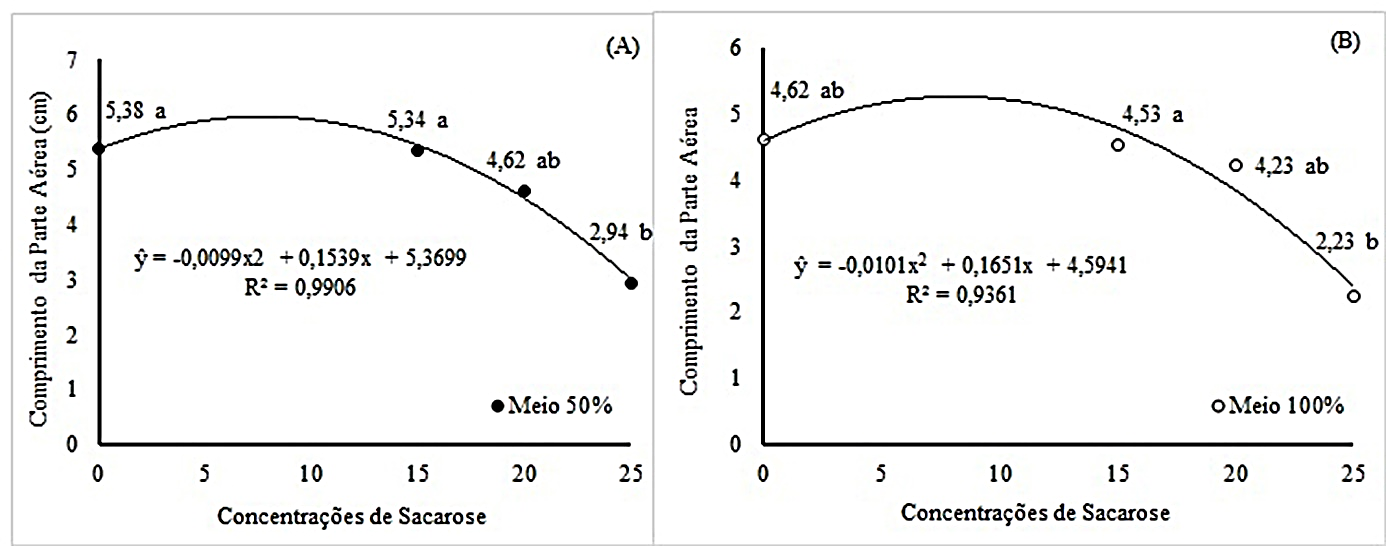 (A)
Comprimento da Parte Aérea (cm)
7
6
5
4
3
2
1
0
5,38 a
5,34 a
4,62 ab
2,94 b
ŷ = -0,0099x2 + 0,1539x + 5,3699
R² = 0,9906
Meio 50%
0 5 10 15 20 25
Concentrações de Sacarose
(B)
Comprimento da Parte Aérea
6
5
4
3
2
1
0
4,62 ab
4,53 a
4,23 ab
2,23 b
ŷ = -0,0101x² + 0,1651x + 4,5941
R² = 0,9361
Meio 100%
0 5 10 15 20 25
Concentrações de Sacarose